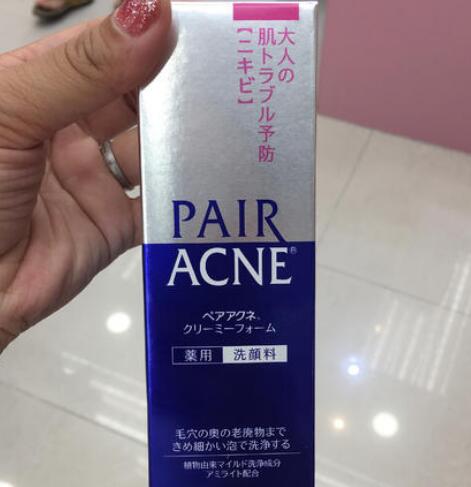 大人の
肌トラブル予防
【ニキビ】
PAIR
ACNE®
ペアアクネ®
クリーミーフォーム
薬用 洗顔料
毛穴の奥の老廃物まで
きめ細かい泡で洗浄する
植物由来マイルド洗浄成分
アミライト配合